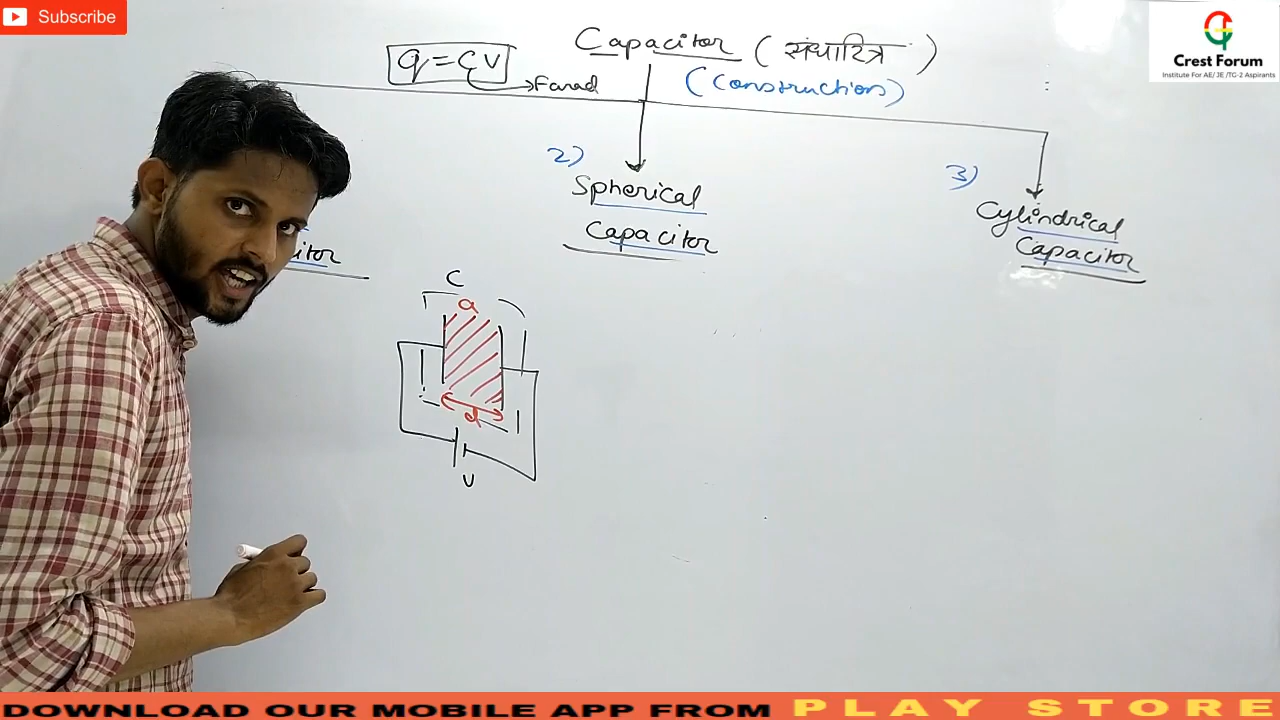 Subscribe
Capacitor (संधारित्र)
q = CV
Farad
(Construction)
Crest Forum
Institute For AE/ JE /TG-2 Aspirants
2)
Spherical
Capacitor
3)
Cylindrical
Capacitor
itor
C
a
d
V
DOWNLOAD OUR MOBILE APP FROM PLAY STORE